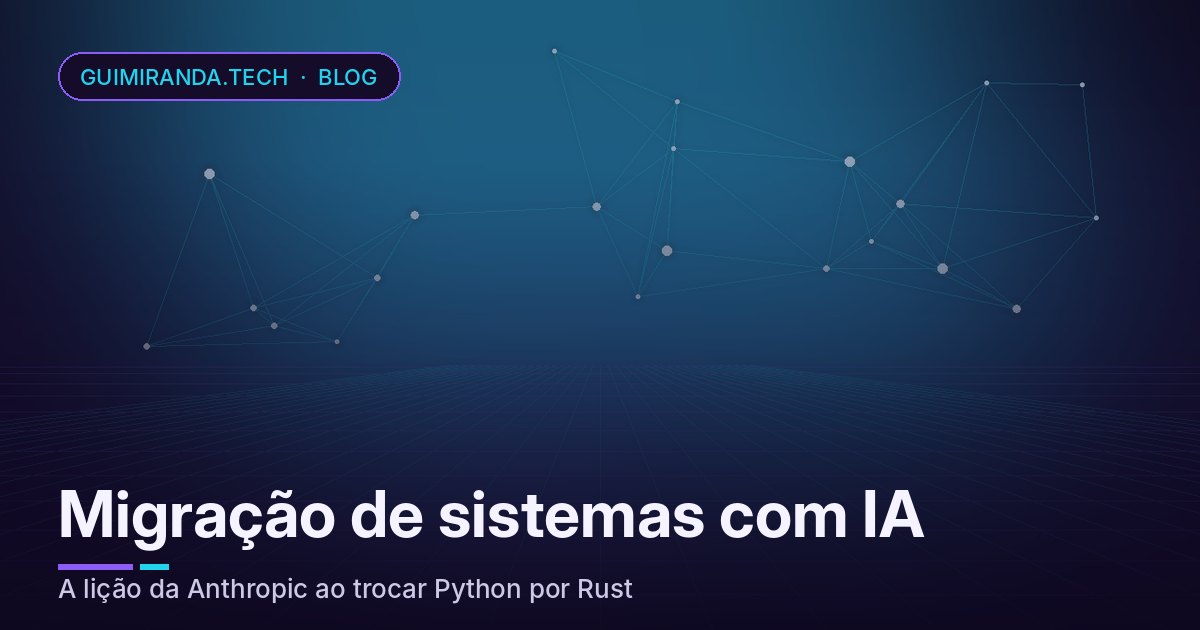 GUIMIRANDA.TECH · BLOG
Migração de sistemas com IA
A lição da Anthropic ao trocar Python por Rust